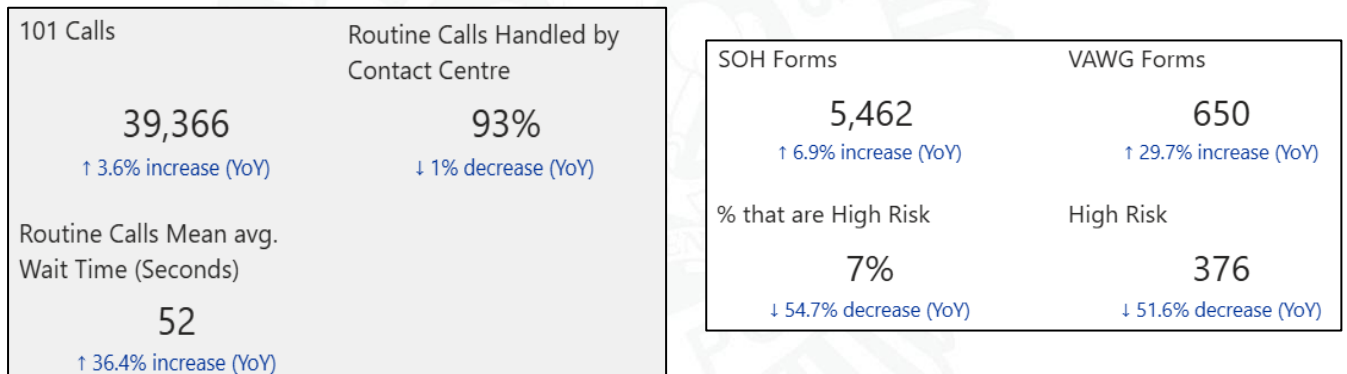 101 Calls
39,366
↑ 3.6% increase (YoY)
Routine Calls Handled by
Contact Centre
93%
↓ 1% decrease (YoY)
Routine Calls Mean avg.
Wait Time (Seconds)
52
↑ 36.4% increase (YoY)
SOH Forms
5,462
↑ 6.9% increase (YoY)
VAWG Forms
650
↑ 29.7% increase (YoY)
% that are High Risk
7%
↓ 54.7% decrease (YoY)
High Risk
376
↓ 51.6% decrease (YoY)